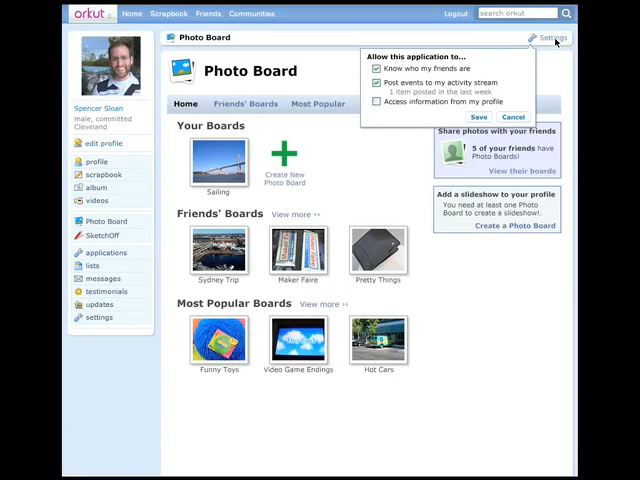 orkut Home Scrapbook Friends Communities Logout search orkut
Photo Board Settings
Allow this application to...
Know who my friends are
Post events to my activity stream
1 item posted in the last week
Access information from my profile
Save Cancel
Photo Board
Home Friends' Boards Most Popular
Spencer Sloan
male, committed
Cleveland
edit profile
profile
scrapbook
album
videos
Photo Board
SketchOff
applications
lists
messages
testimonials
updates
settings
Your Boards
Sailing
Create New
Photo Board
Friends' Boards View more ››
Sydney Trip Maker Faire Pretty Things
Most Popular Boards View more ››
The End
Funny Toys Video Game Endings Hot Cars
Share photos with your friends
5 of your friends have
Photo Boards!
View their boards
Add a slideshow to your profile
You need at least one Photo
Board to create a slideshow!.
Create a Photo Board